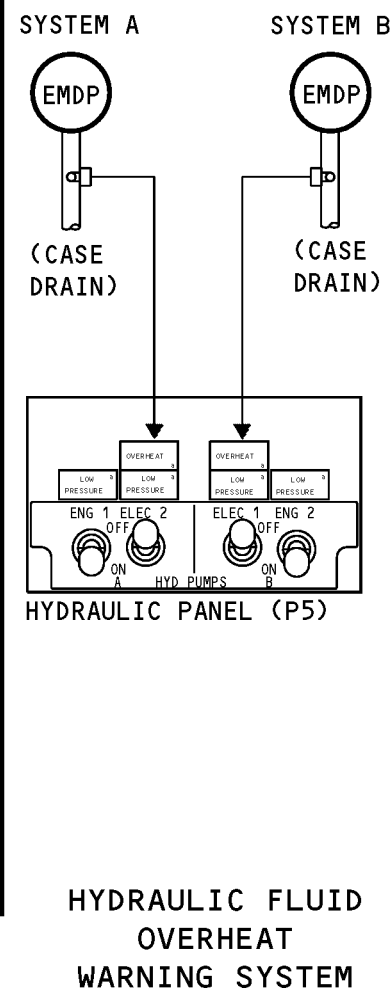 SYSTEM A
SYSTEM B
EMDP
EMDP
(CASE
DRAIN)
(CASE
DRAIN)
OVERHEAT
a
OVERHEAT
a
LOW a
PRESSURE
LOW a
PRESSURE
LOW a
PRESSURE
LOW a
PRESSURE
ENG 1 ELEC 2
OFF
ELEC 1 ENG 2
OFF
ON
A
HYD PUMPS
ON
B
HYDRAULIC PANEL (P5)
HYDRAULIC FLUID
OVERHEAT
WARNING SYSTEM